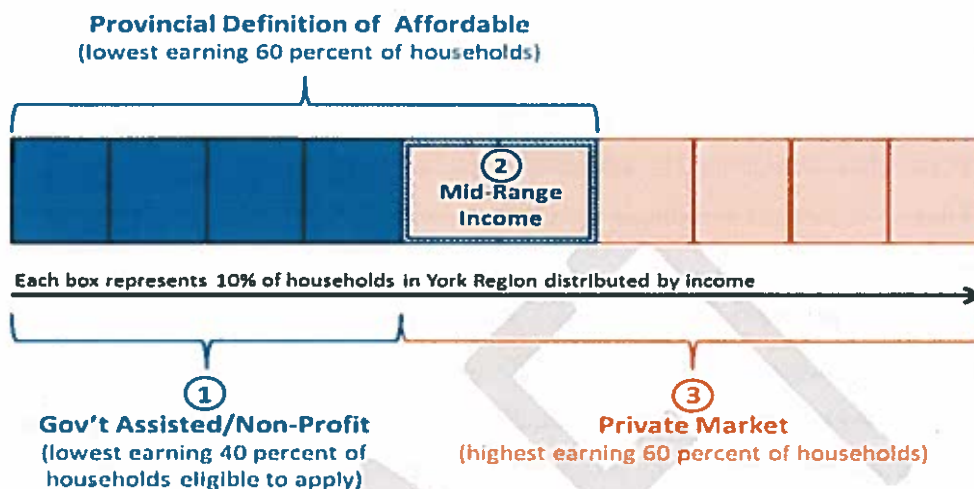 Provincial Definition of Affordable
(lowest earning 60 percent of households)
2
Mid-Range
Income
Each box represents 10% of households in York Region distributed by income
1
Gov't Assisted/Non-Profit
(lowest earning 40 percent of
households eligible to apply)
3
Private Market
(highest earning 60 percent of households)